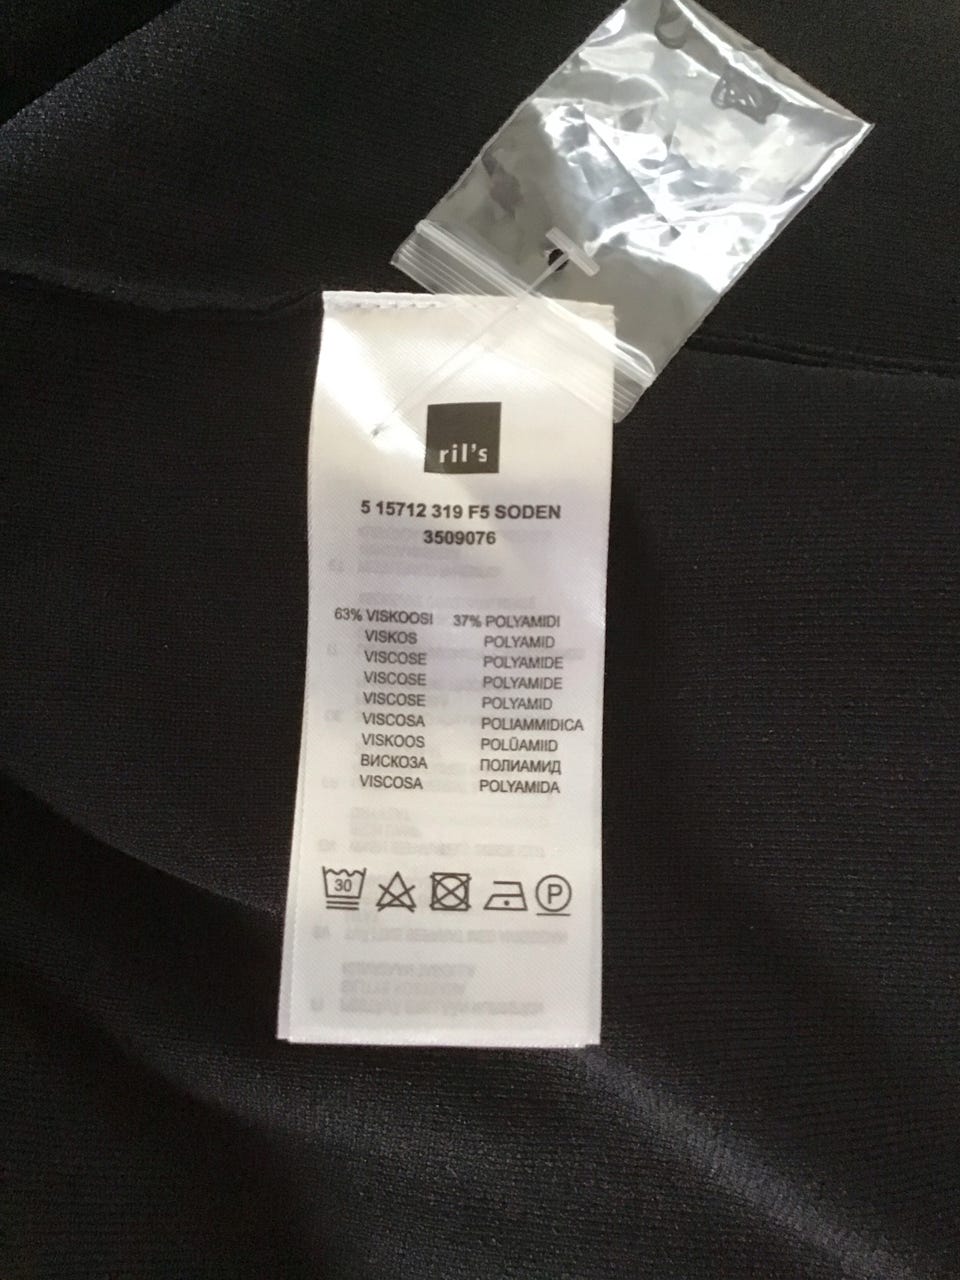 ril's
5 15712 319 F5 SODEN
3509076
63% VISKOOSI 37% POLYAMIDI
VISKOS POLYAMID
VISCOSE POLYAMIDE
VISCOSE POLYAMIDE
VISCOSE POLYAMID
VISCOSA POLIAMMIDICA
VISKOOS POLÜAMIID
ВИСКОЗА ПОЛИАМИД
VISCOSA POLYAMIDA
30 P